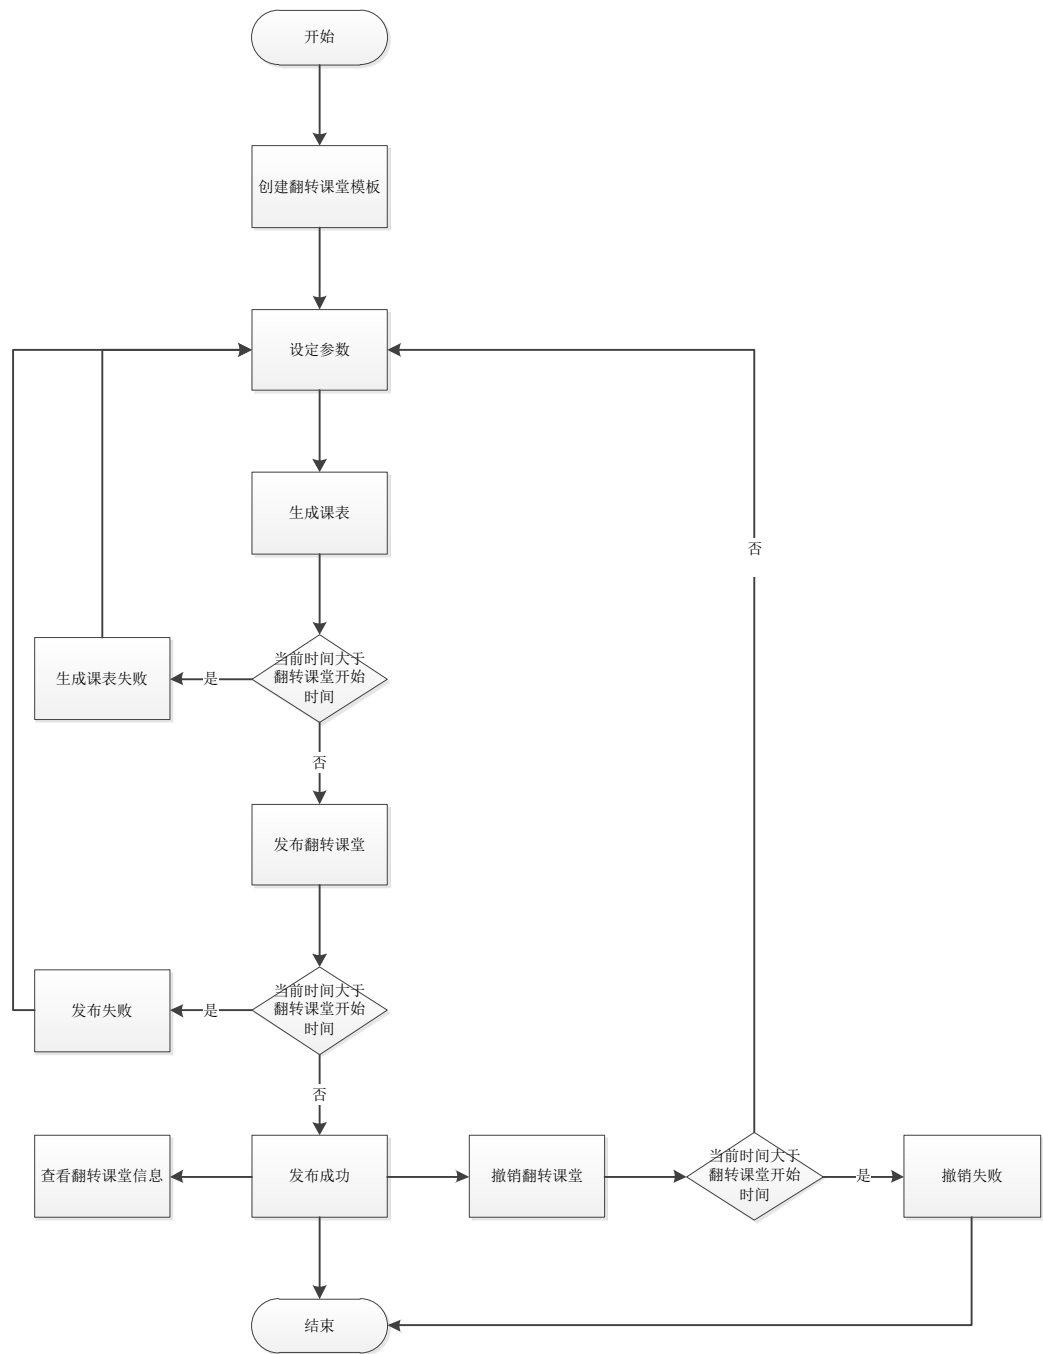 开始
创建翻转课堂模板
设定参数
生成课表
否
当前时间大于
翻转课堂开始
时间
是
生成课表失败
否
发布翻转课堂
当前时间大于
翻转课堂开始
时间
是
发布失败
否
查看翻转课堂信息
发布成功
撤销翻转课堂
当前时间大于
翻转课堂开始
时间
是
撤销失败
结束